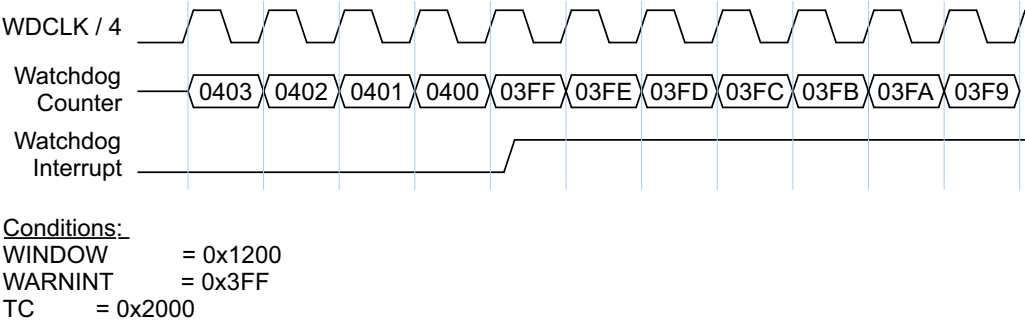 WDCLK / 4
Watchdog
Counter
0403 0402 0401 0400 03FF 03FE 03FD 03FC 03FB 03FA 03F9
Watchdog
Interrupt
Conditions:
WINDOW = 0x1200
WARNINT = 0x3FF
TC = 0x2000